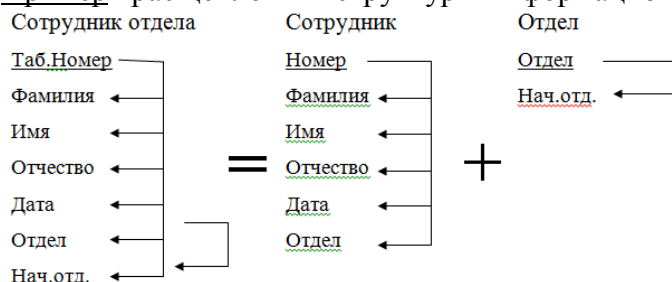 Сотрудник отдела
Таб.Номер
Фамилия
Имя
Отчество
Дата
Отдел
Нач.отд.
Сотрудник
Номер
Фамилия
Имя
Отчество
Дата
Отдел
Отдел
Отдел
Нач.отд.
=
+